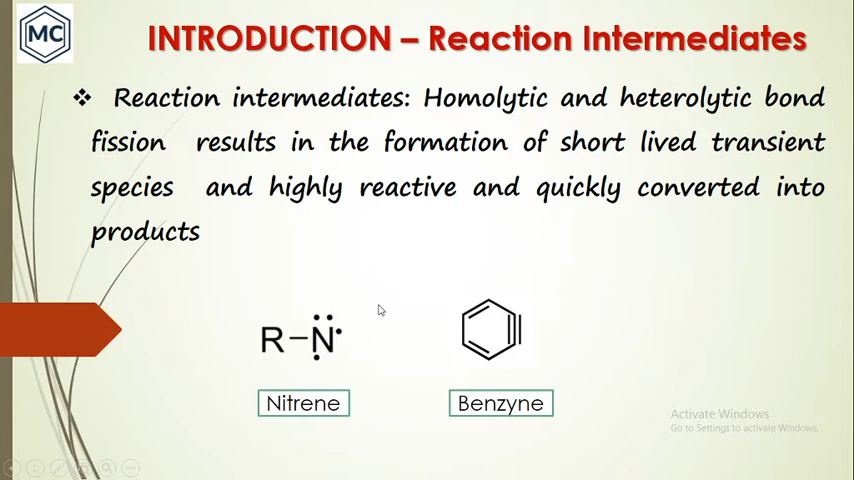 MC
INTRODUCTION – Reaction Intermediates
❖ Reaction intermediates: Homolytic and heterolytic bond
fission results in the formation of short lived transient
species and highly reactive and quickly converted into
products
R–N
Nitrene
Benzyne
Activate Windows
Go to Settings to activate Windows.